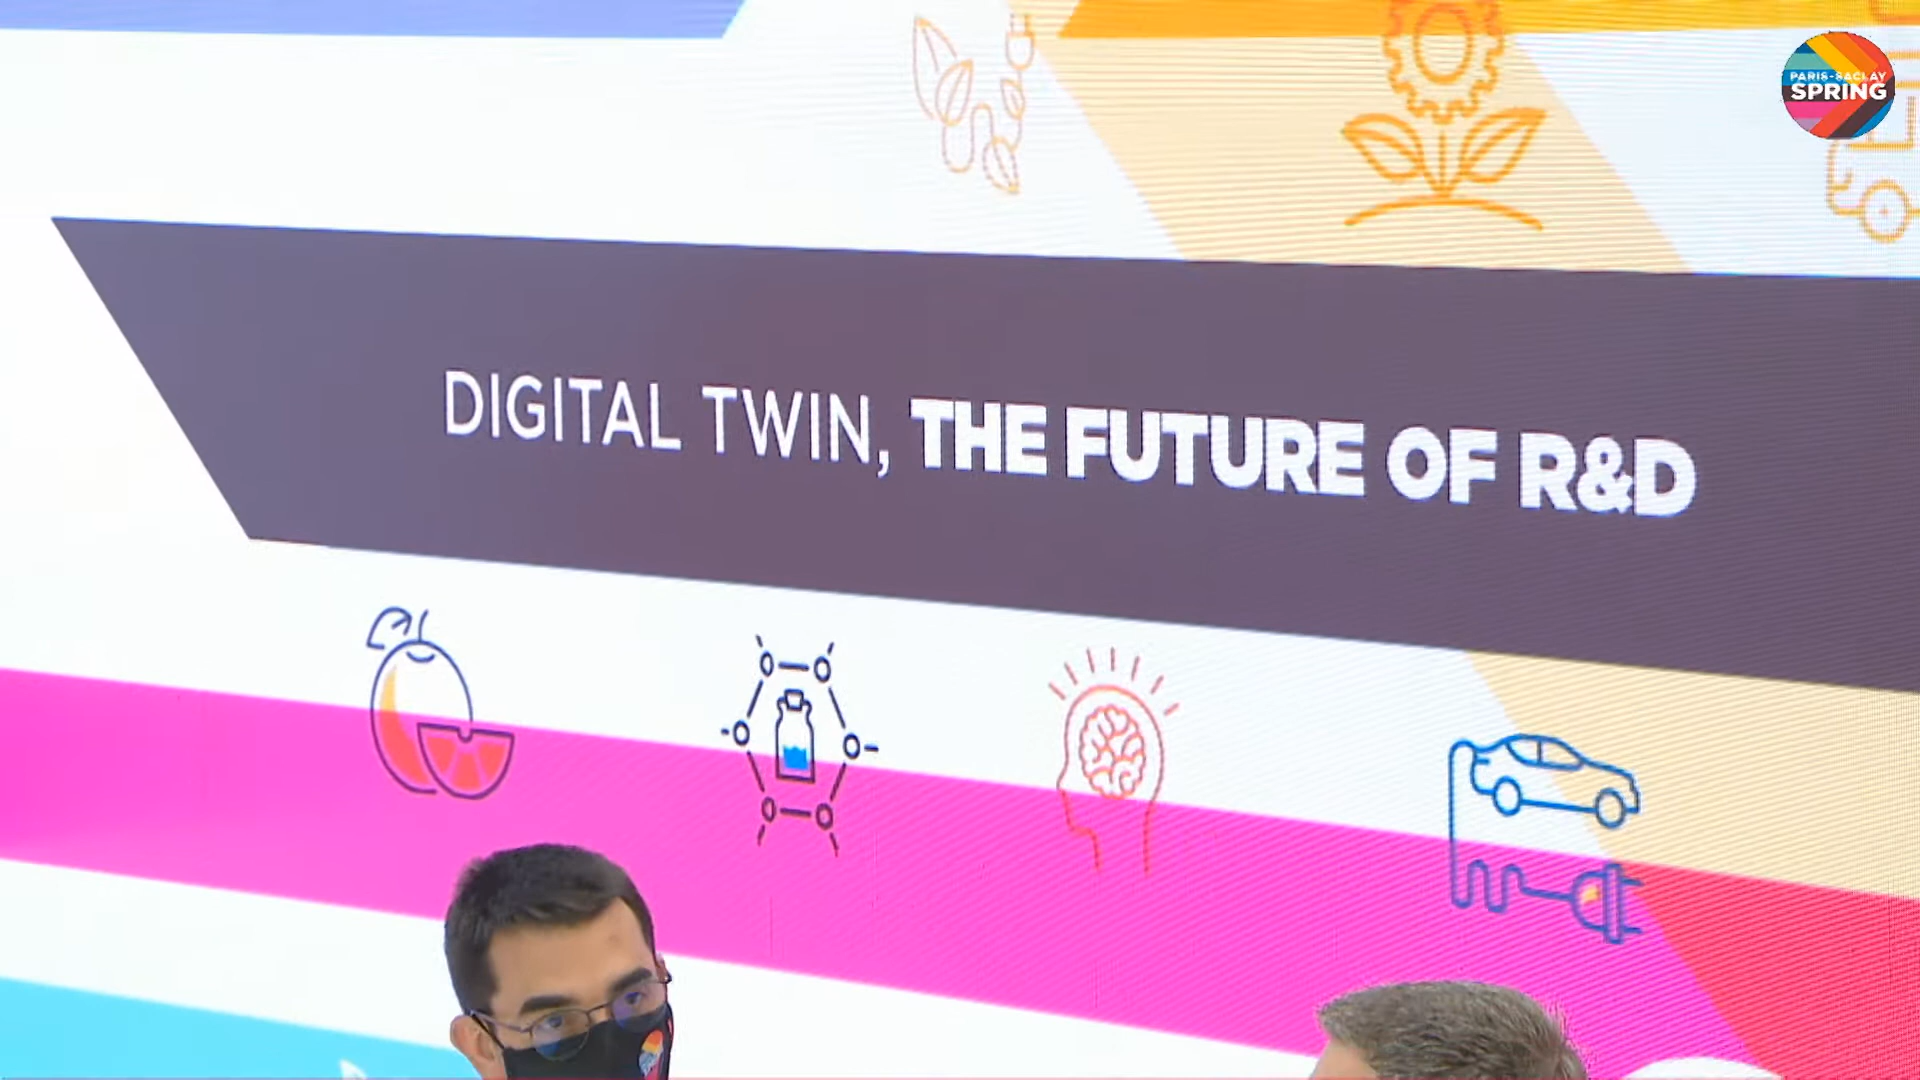 PARIS-SACLAY
SPRING
DIGITAL TWIN, THE FUTURE OF R&D